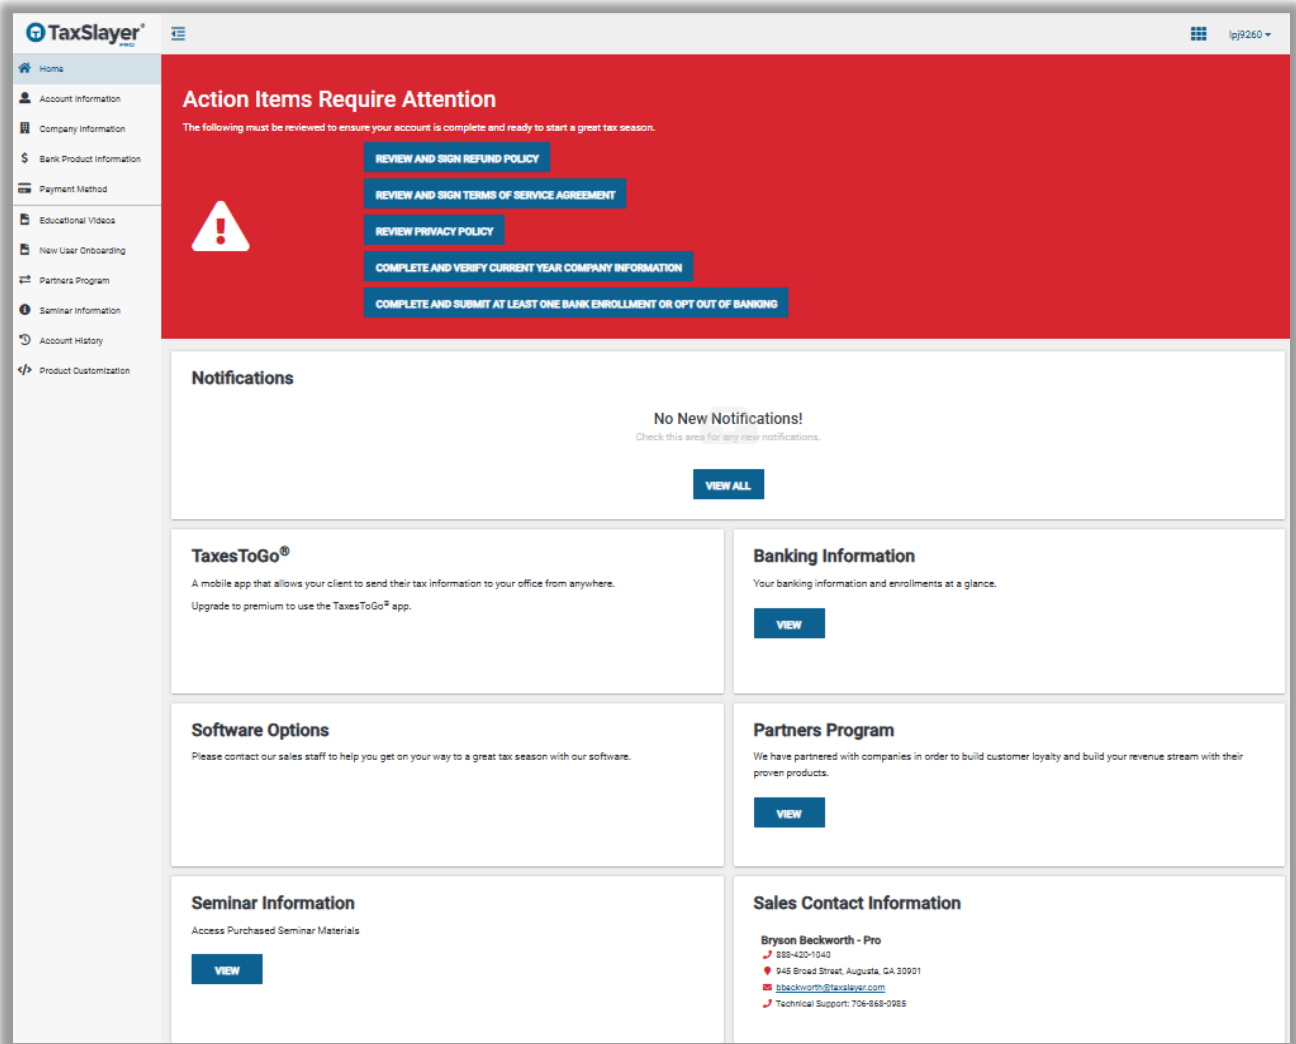 TaxSlayer®
PRO
lpj9260
Home
Account Information
Company Information
$ Bank Product Information
Payment Method
Educational Videos
New User Onboarding
Partners Program
Seminar Information
Account History
</> Product Customization
Action Items Require Attention
The following must be reviewed to ensure your account is complete and ready to start a great tax season.
REVIEW AND SIGN REFUND POLICY
REVIEW AND SIGN TERMS OF SERVICE AGREEMENT
REVIEW PRIVACY POLICY
COMPLETE AND VERIFY CURRENT YEAR COMPANY INFORMATION
COMPLETE AND SUBMIT AT LEAST ONE BANK ENROLLMENT OR OPT OUT OF BANKING
Notifications
No New Notifications!
Check this area for any new notifications.
VIEW ALL
TaxesToGo®
A mobile app that allows your client to send their tax information to your office from anywhere.
Upgrade to premium to use the TaxesToGo® app.
Banking Information
Your banking information and enrollments at a glance.
VIEW
Software Options
Please contact our sales staff to help you get on your way to a great tax season with our software.
Partners Program
We have partnered with companies in order to build customer loyalty and build your revenue stream with their
proven products.
VIEW
Seminar Information
Access Purchased Seminar Materials
VIEW
Sales Contact Information
Bryson Beckworth - Pro
888-420-1040
945 Broad Street, Augusta, GA 30901
bbeckworth@taxslayer.com
Technical Support: 706-868-0985